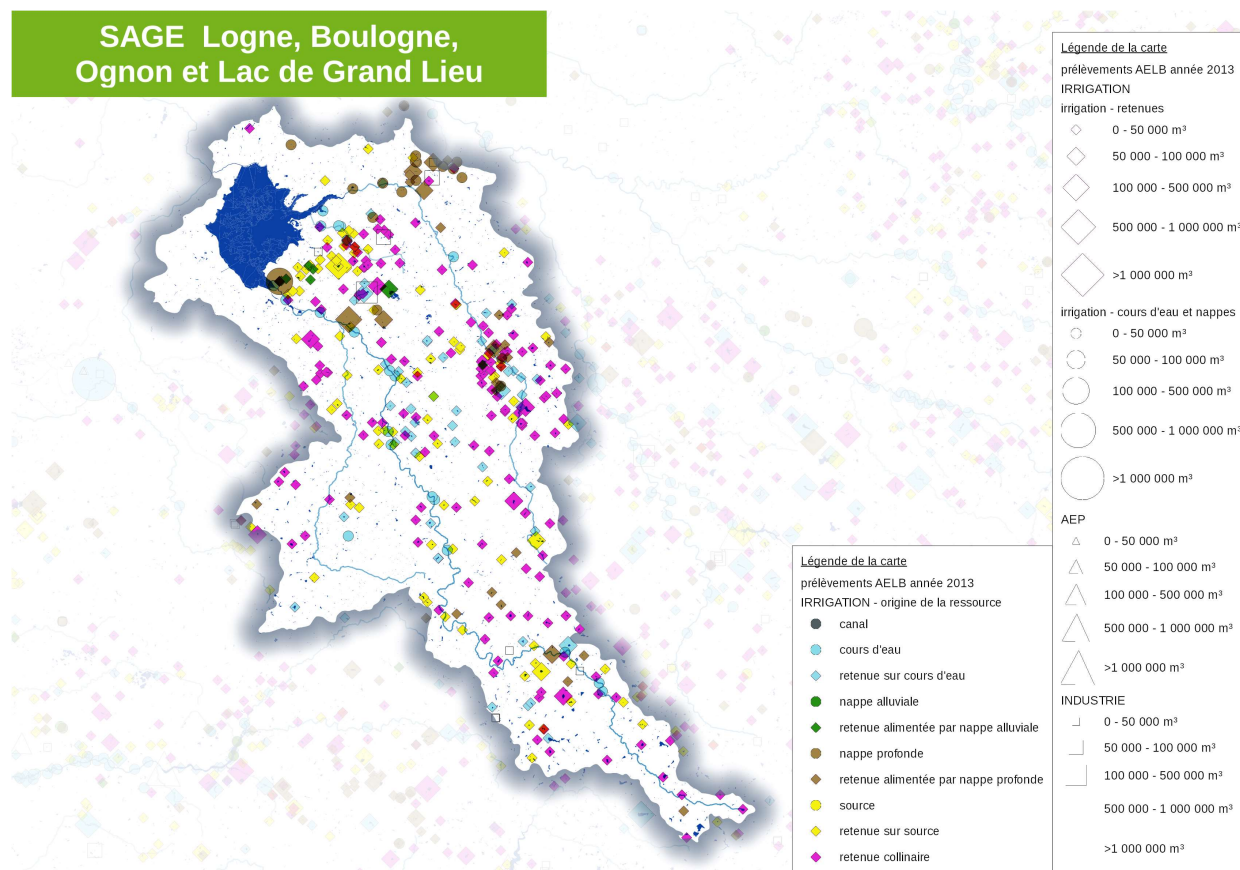 SAGE  Logne, Boulogne,
Ognon et Lac de Grand Lieu
Légende de la carte
prélèvements AELB année 2013
IRRIGATION
irrigation - retenues
0 - 50 000 m³
50 000 - 100 000 m³
100 000 - 500 000 m³
500 000 - 1 000 000 m³
>1 000 000 m³
irrigation - cours d'eau et nappes
0 - 50 000 m³
50 000 - 100 000 m³
100 000 - 500 000 m³
500 000 - 1 000 000 m³
>1 000 000 m³
AEP
0 - 50 000 m³
50 000 - 100 000 m³
100 000 - 500 000 m³
500 000 - 1 000 000 m³
>1 000 000 m³
INDUSTRIE
0 - 50 000 m³
50 000 - 100 000 m³
100 000 - 500 000 m³
500 000 - 1 000 000 m³
>1 000 000 m³
Légende de la carte
prélèvements AELB année 2013
IRRIGATION - origine de la ressource
canal
cours d'eau
retenue sur cours d'eau
nappe alluviale
retenue alimentée par nappe alluviale
nappe profonde
retenue alimentée par nappe profonde
source
retenue sur source
retenue collinaire